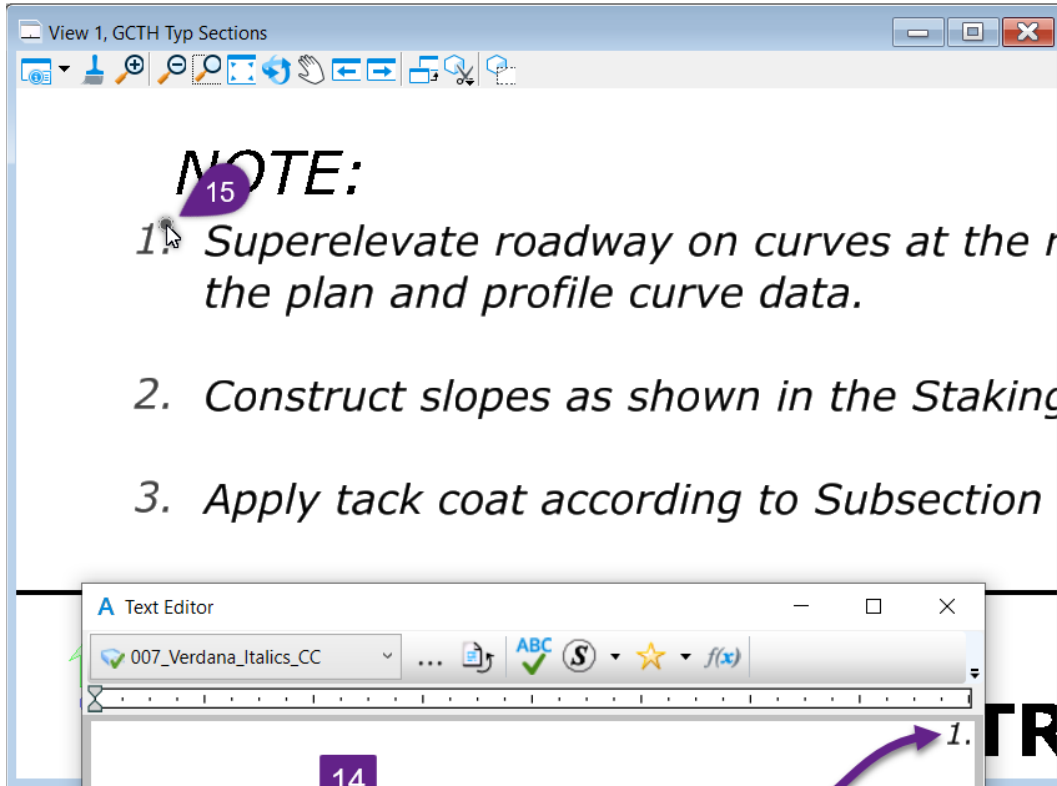 View 1, GCTH Typ Sections
NOTE:
15
1. Superelevate roadway on curves at the
the plan and profile curve data.
2. Construct slopes as shown in the Staking
3. Apply tack coat according to Subsection
A Text Editor
007_Verdana_Italics_CC
... ABC S f(x)
1.
TR
14